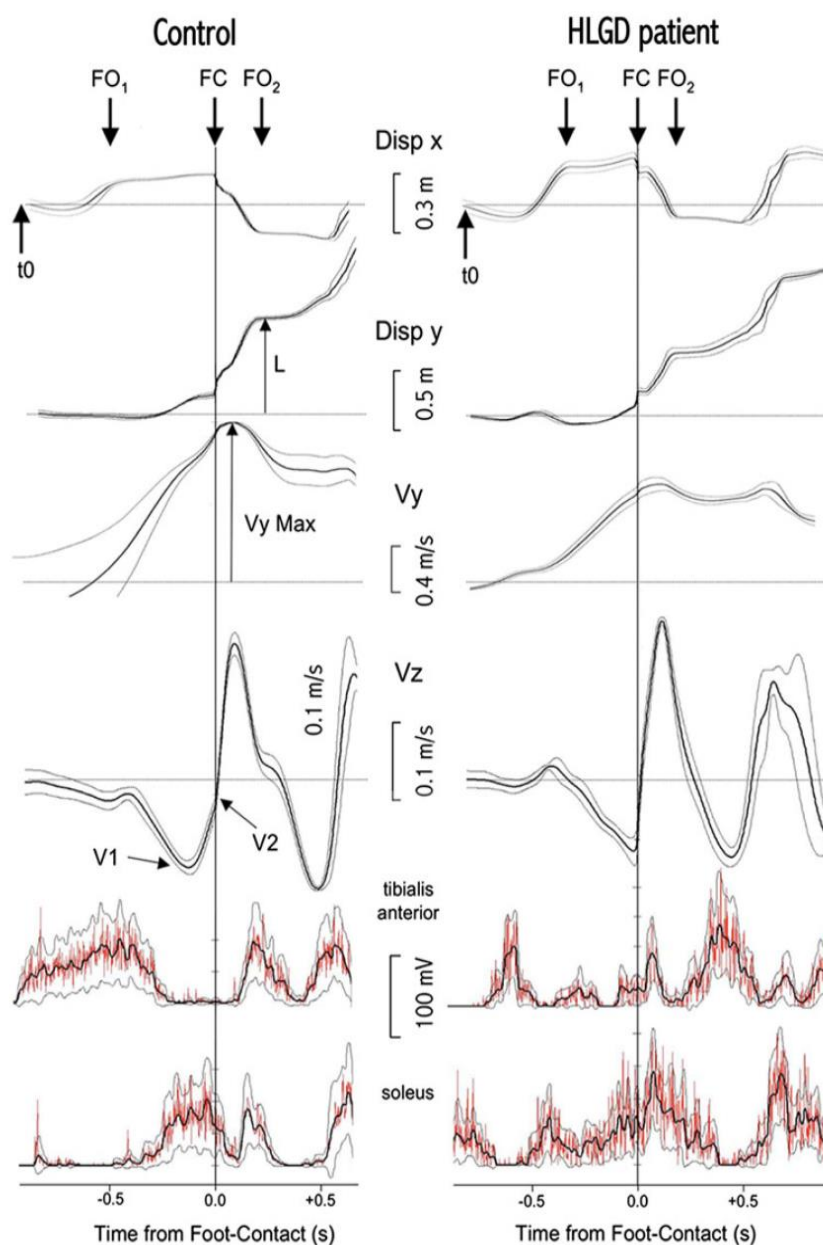 Control HLGD patient
FO₁ FC FO₂ FO₁ FC FO₂
Disp x
0.3 m
t0 t0
Disp y
L
0.5 m
Vy
Vy Max
0.4 m/s
Vz
0.1 m/s
0.1 m/s
V1 V2
tibialis
anterior
100 mV
soleus
-0.5 0.0 +0.5 -0.5 0.0 +0.5
Time from Foot-Contact (s) Time from Foot-Contact (s)